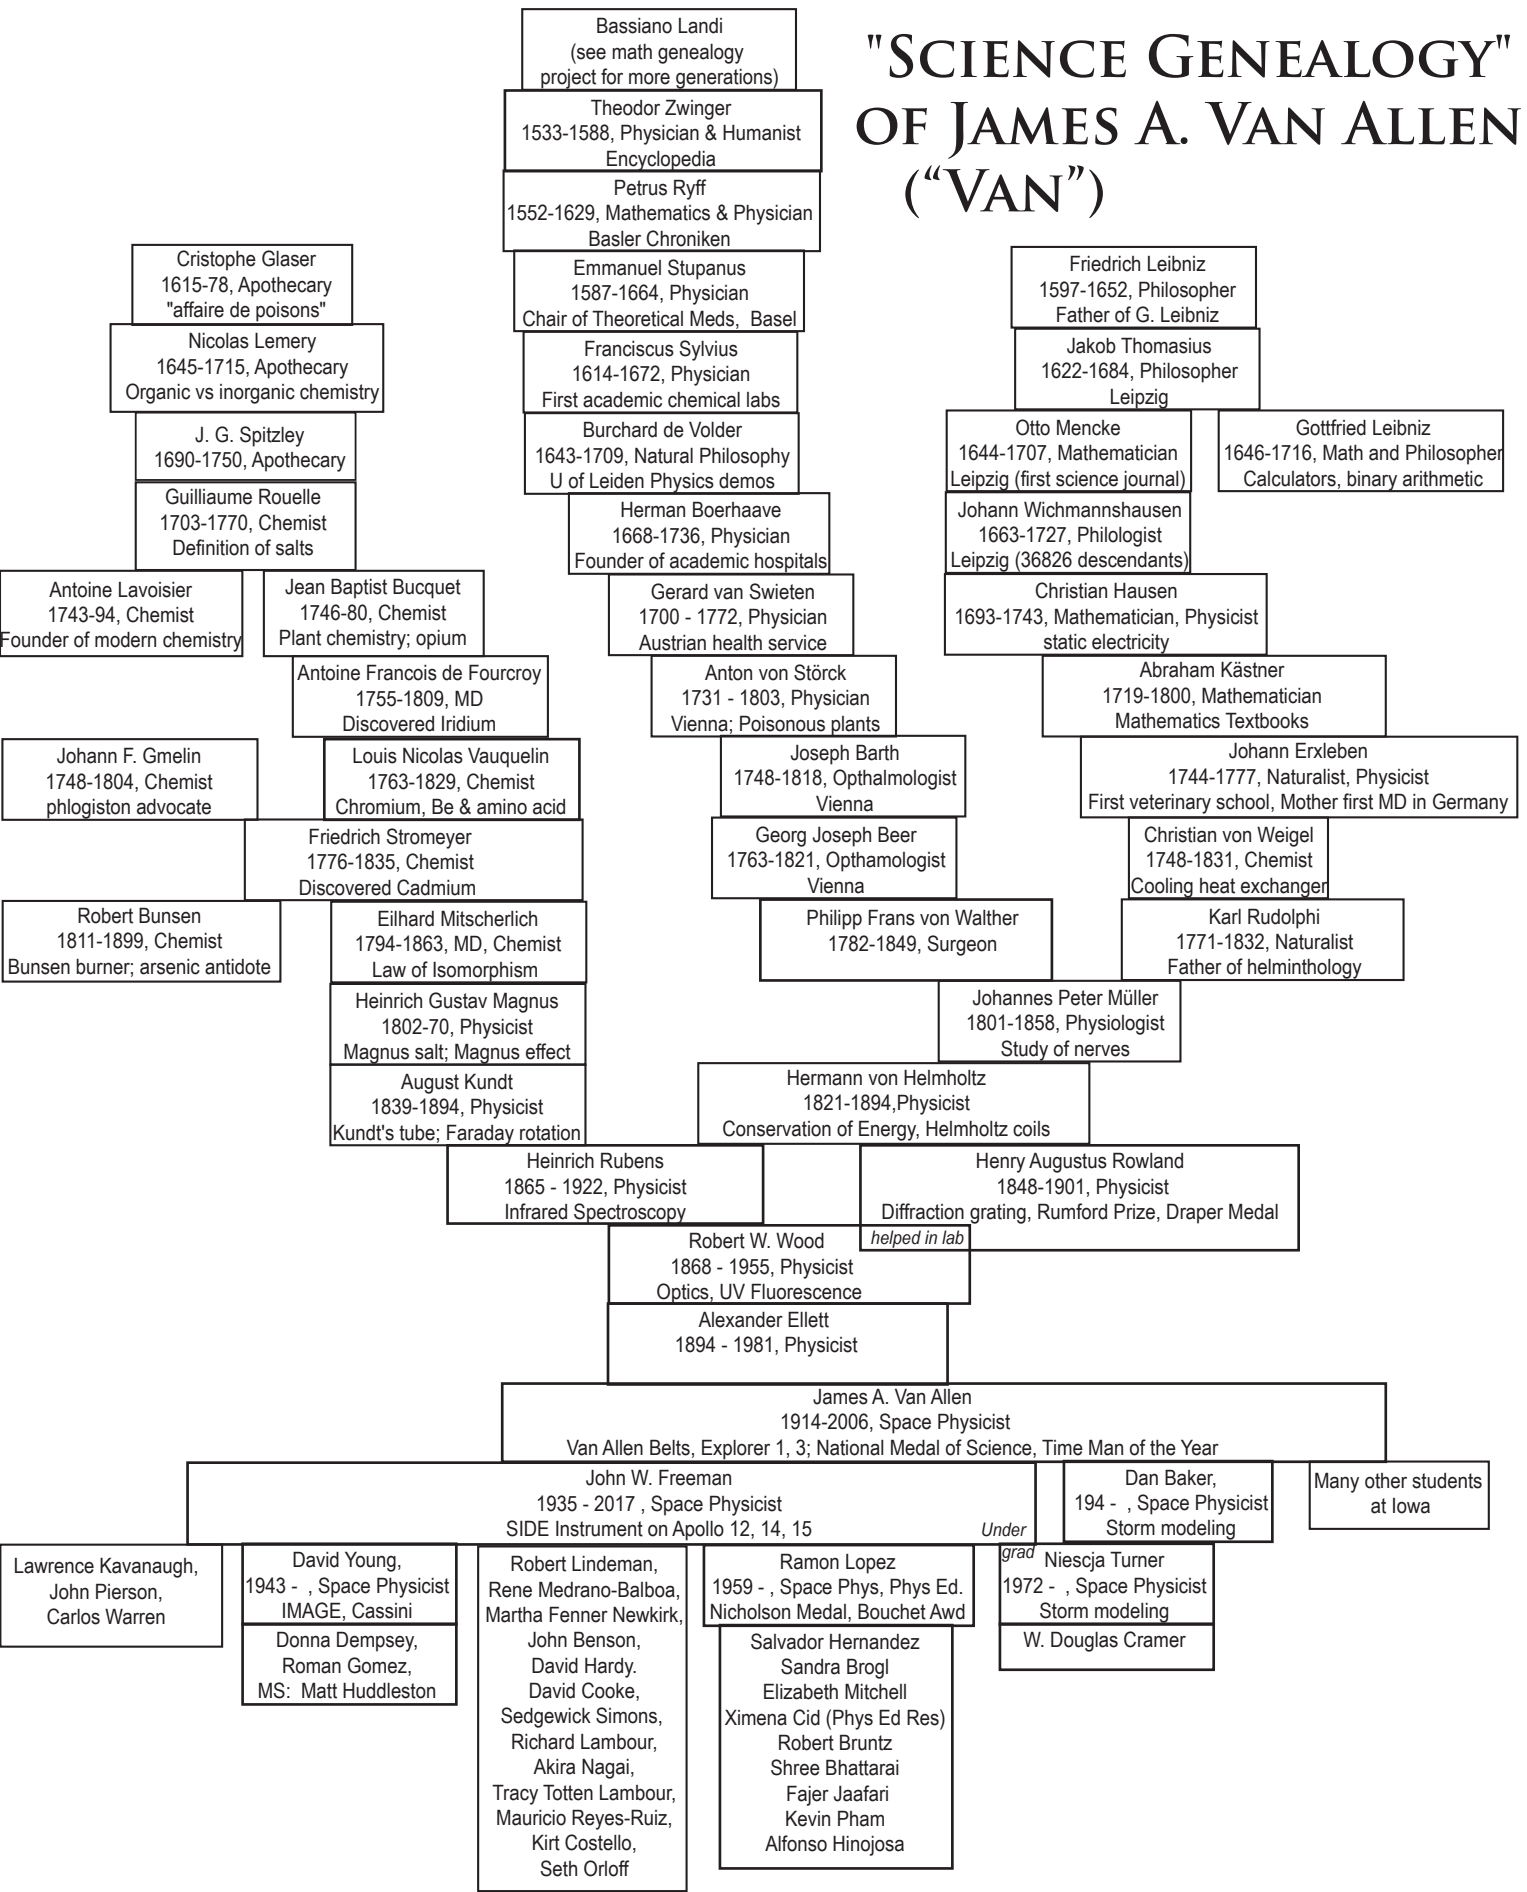 "Science Genealogy"
of James A. Van Allen
(“Van”)
Bassiano Landi
(see math genealogy
project for more generations)
Theodor Zwinger
1533-1588, Physician & Humanist
Encyclopedia
Petrus Ryff
1552-1629, Mathematics & Physician
Basler Chroniken
Cristophe Glaser
1615-78, Apothecary
"affaire de poisons"
Emmanuel Stupanus
1587-1664, Physician
Chair of Theoretical Meds,  Basel
Friedrich Leibniz
1597-1652, Philosopher
Father of G. Leibniz
Nicolas Lemery
1645-1715, Apothecary
Organic vs inorganic chemistry
Franciscus Sylvius
1614-1672, Physician
First academic chemical labs
Jakob Thomasius
1622-1684, Philosopher
Leipzig
J. G. Spitzley
1690-1750, Apothecary
Burchard de Volder
1643-1709, Natural Philosophy
U of Leiden Physics demos
Otto Mencke
1644-1707, Mathematician
Leipzig (first science journal)
Gottfried Leibniz
1646-1716, Math and Philosopher
Calculators, binary arithmetic
Guilliaume Rouelle
1703-1770, Chemist
Definition of salts
Herman Boerhaave
1668-1736, Physician
Founder of academic hospitals
Johann Wichmannshausen
1663-1727, Philologist
Leipzig (36826 descendants)
Antoine Lavoisier
1743-94, Chemist
Founder of modern chemistry
Jean Baptist Bucquet
1746-80, Chemist
Plant chemistry; opium
Gerard van Swieten
1700 - 1772, Physician
Austrian health service
Christian Hausen
1693-1743, Mathematician, Physicist
static electricity
Antoine Francois de Fourcroy
1755-1809, MD
Discovered Iridium
Anton von Störck
1731 - 1803, Physician
Vienna; Poisonous plants
Abraham Kästner
1719-1800, Mathematician
Mathematics Textbooks
Johann F. Gmelin
1748-1804, Chemist
phlogiston advocate
Louis Nicolas Vauquelin
1763-1829, Chemist
Chromium, Be & amino acid
Joseph Barth
1748-1818, Opthalmologist
Vienna
Johann Erxleben
1744-1777, Naturalist, Physicist
First veterinary school, Mother first MD in Germany
Friedrich Stromeyer
1776-1835, Chemist
Discovered Cadmium
Georg Joseph Beer
1763-1821, Opthamologist
Vienna
Christian von Weigel
1748-1831, Chemist
Cooling heat exchanger
Robert Bunsen
1811-1899, Chemist
Bunsen burner; arsenic antidote
Eilhard Mitscherlich
1794-1863, MD, Chemist
Law of Isomorphism
Philipp Frans von Walther
1782-1849, Surgeon
Karl Rudolphi
1771-1832, Naturalist
Father of helminthology
Heinrich Gustav Magnus
1802-70, Physicist
Magnus salt; Magnus effect
Johannes Peter Müller
1801-1858, Physiologist
Study of nerves
August Kundt
1839-1894, Physicist
Kundt's tube; Faraday rotation
Hermann von Helmholtz
1821-1894,Physicist
Conservation of Energy, Helmholtz coils
Heinrich Rubens
1865 - 1922, Physicist
Infrared Spectroscopy
Henry Augustus Rowland
1848-1901, Physicist
Diffraction grating, Rumford Prize, Draper Medal
helped in lab
Robert W. Wood
1868 - 1955, Physicist
Optics, UV Fluorescence
Alexander Ellett
1894 - 1981, Physicist
James A. Van Allen
1914-2006, Space Physicist
Van Allen Belts, Explorer 1, 3; National Medal of Science, Time Man of the Year
John W. Freeman
1935 - 2017 , Space Physicist
SIDE Instrument on Apollo 12, 14, 15
Under
grad
Dan Baker,
194 -  , Space Physicist
Storm modeling
Many other students
at Iowa
Lawrence Kavanaugh,
John Pierson,
Carlos Warren
David Young,
1943 -  , Space Physicist
IMAGE, Cassini
Donna Dempsey,
Roman Gomez,
MS:  Matt Huddleston
Robert Lindeman,
Rene Medrano-Balboa,
Martha Fenner Newkirk,
John Benson,
David Hardy.
David Cooke,
Sedgewick Simons,
Richard Lambour,
Akira Nagai,
Tracy Totten Lambour,
Mauricio Reyes-Ruiz,
Kirt Costello,
Seth Orloff
Ramon Lopez
1959 - , Space Phys, Phys Ed.
Nicholson Medal, Bouchet Awd
Salvador Hernandez
Sandra Brogl
Elizabeth Mitchell
Ximena Cid (Phys Ed Res)
Robert Bruntz
Shree Bhattarai
Fajer Jaafari
Kevin Pham
Alfonso Hinojosa
Niescja Turner
1972 -  , Space Physicist
Storm modeling
W. Douglas Cramer